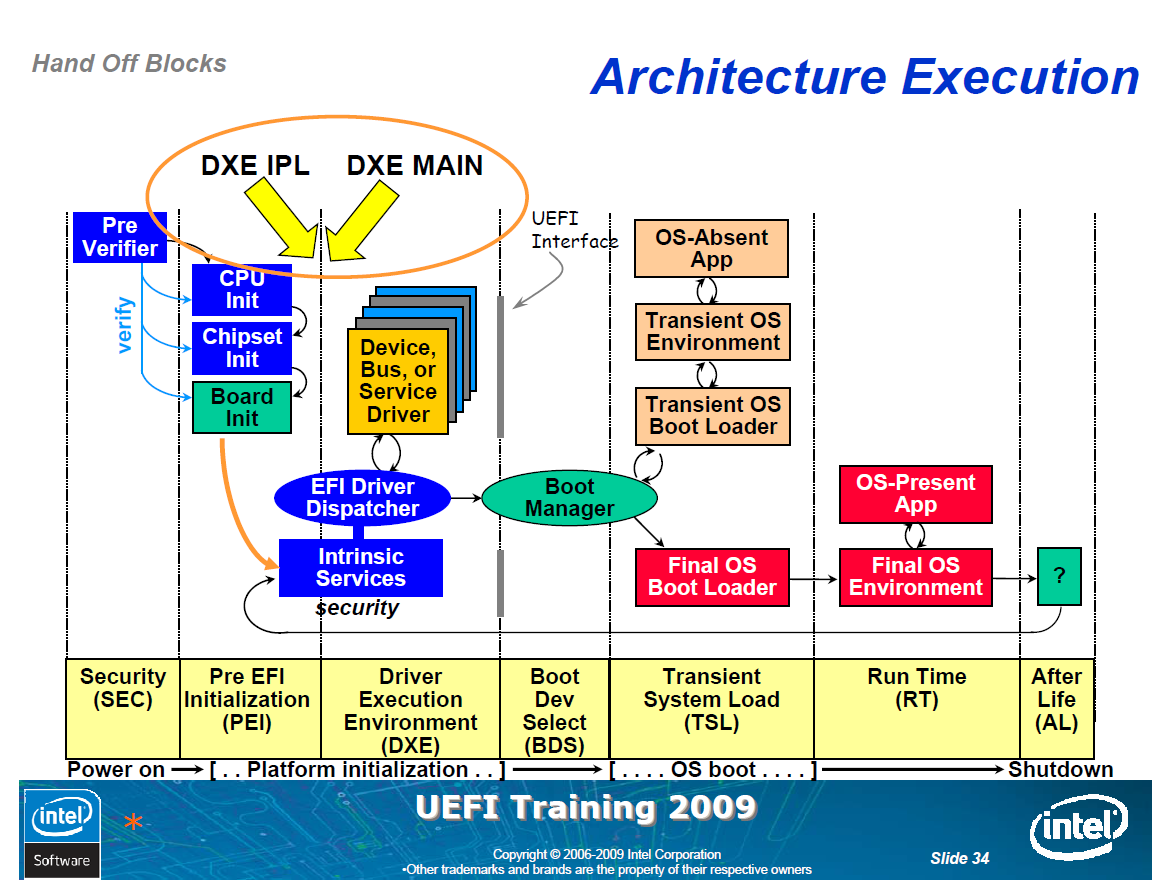 Hand Off Blocks
Architecture Execution
DXE IPL
DXE MAIN
Pre
Verifier
UEFI
Interface
OS-Absent
App
CPU
Init
verify
Chipset
Init
Transient OS
Environment
Device,
Bus, or
Service
Driver
Board
Init
Transient OS
Boot Loader
EFI Driver
Dispatcher
Boot
Manager
OS-Present
App
Intrinsic
Services
security
Final OS
Boot Loader
Final OS
Environment
?
Security
(SEC)
Pre EFI
Initialization
(PEI)
Driver
Execution
Environment
(DXE)
Boot
Dev
Select
(BDS)
Transient
System Load
(TSL)
Run Time
(RT)
After
Life
(AL)
Power on
[ . . Platform initialization . . ]
[ . . . . OS boot . . . . ]
Shutdown
intel
Software
*
UEFI Training 2009
Copyright © 2006-2009 Intel Corporation
•Other trademarks and brands are the property of their respective owners
Slide 34
intel